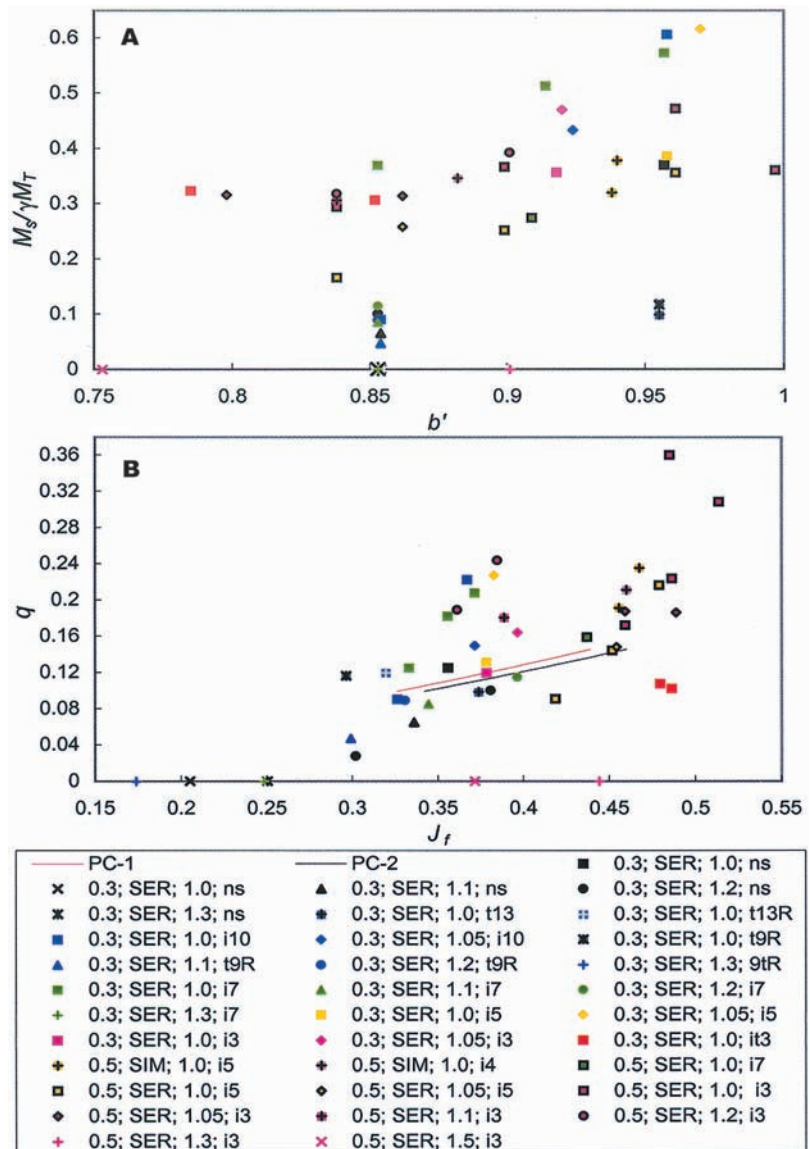 A
0.6
0.5
0.4
0.3
0.2
0.1
0
M_s/γM_T
0.75 0.8 0.85 0.9 0.95 1
b'
B
0.36
0.32
0.28
0.24
0.2
0.16
0.12
0.08
0.04
0
q
0.15 0.2 0.25 0.3 0.35 0.4 0.45 0.5 0.55
J_f
PC-1 PC-2 0.3; SER; 1.0; ns
0.3; SER; 1.0; ns 0.3; SER; 1.1; ns 0.3; SER; 1.2; ns
0.3; SER; 1.3; ns 0.3; SER; 1.0; t13 0.3; SER; 1.0; t13R
0.3; SER; 1.0; i10 0.3; SER; 1.05; i10 0.3; SER; 1.0; t9R
0.3; SER; 1.1; t9R 0.3; SER; 1.2; t9R 0.3; SER; 1.3; 9tR
0.3; SER; 1.0; i7 0.3; SER; 1.1; i7 0.3; SER; 1.2; i7
0.3; SER; 1.3; i7 0.3; SER; 1.0; i5 0.3; SER; 1.05; i5
0.3; SER; 1.0; i3 0.3; SER; 1.05; i3 0.3; SER; 1.0; it3
0.5; SIM; 1.0; i5 0.5; SIM; 1.0; i4 0.5; SER; 1.0; i7
0.5; SER; 1.0; i5 0.5; SER; 1.05; i5 0.5; SER; 1.0; i3
0.5; SER; 1.05; i3 0.5; SER; 1.1; i3 0.5; SER; 1.2; i3
0.5; SER; 1.3; i3 0.5; SER; 1.5; i3